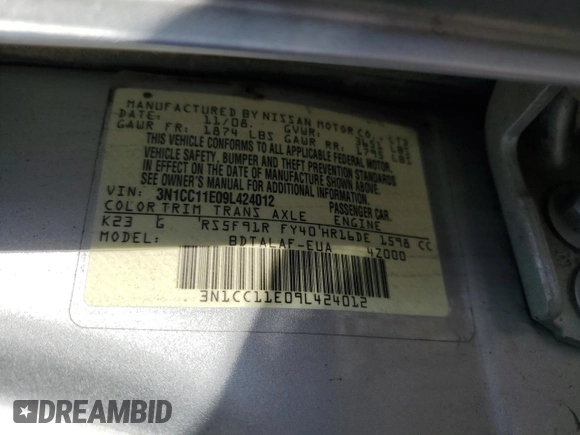 MANUFACTURED BY NISSAN MOTOR CO., LTD
DATE: 11/08. GVWR:
GAWR FR: 1874 LBS GAWR RR:
THIS VEHICLE CONFORMS TO ALL APPLICABLE FEDERAL MOTOR
VEHICLE SAFETY, BUMPER AND THEFT PREVENTION STANDARDS
IN EFFECT ON THE DATE OF MANUFACTURE SHOWN ABOVE.
SEE OWNER'S MANUAL FOR ADDITIONAL INFORMATION.
VIN: 3N1CC11E09L424012 PASSENGER CAR
COLOR TRIM TRANS AXLE ENGINE
K23 G RS5F91R FY40 HR16DE 1598 CC
MODEL: BDTALAF-EUA 4Z000
3N1CC11E09L424012
DREAMBID